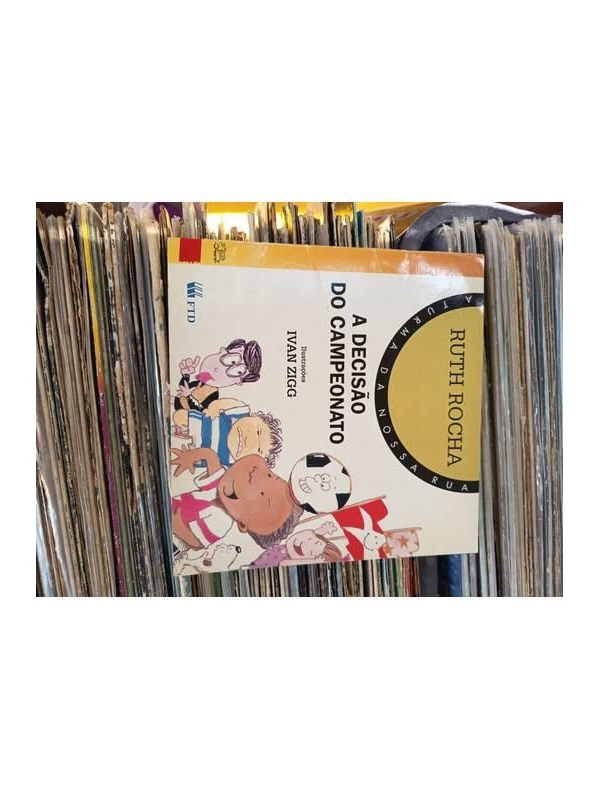 RUTH ROCHA
A TURMA DA NOSSA RUA
A DECISÃO
DO CAMPEONATO
Ilustrações
IVAN ZIGG
FTD